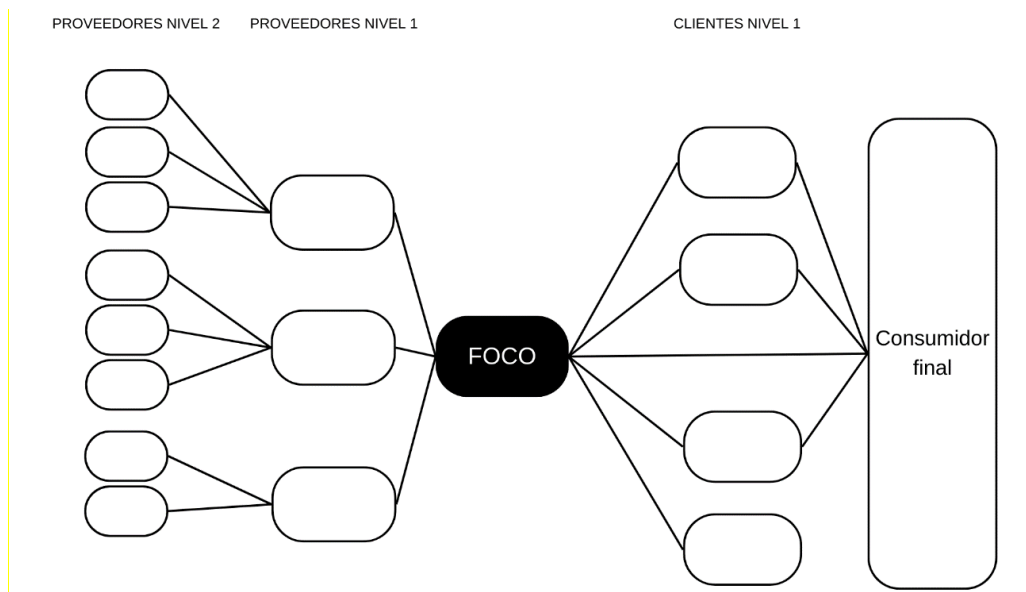 PROVEEDORES NIVEL 2
PROVEEDORES NIVEL 1
CLIENTES NIVEL 1
FOCO
Consumidor
final